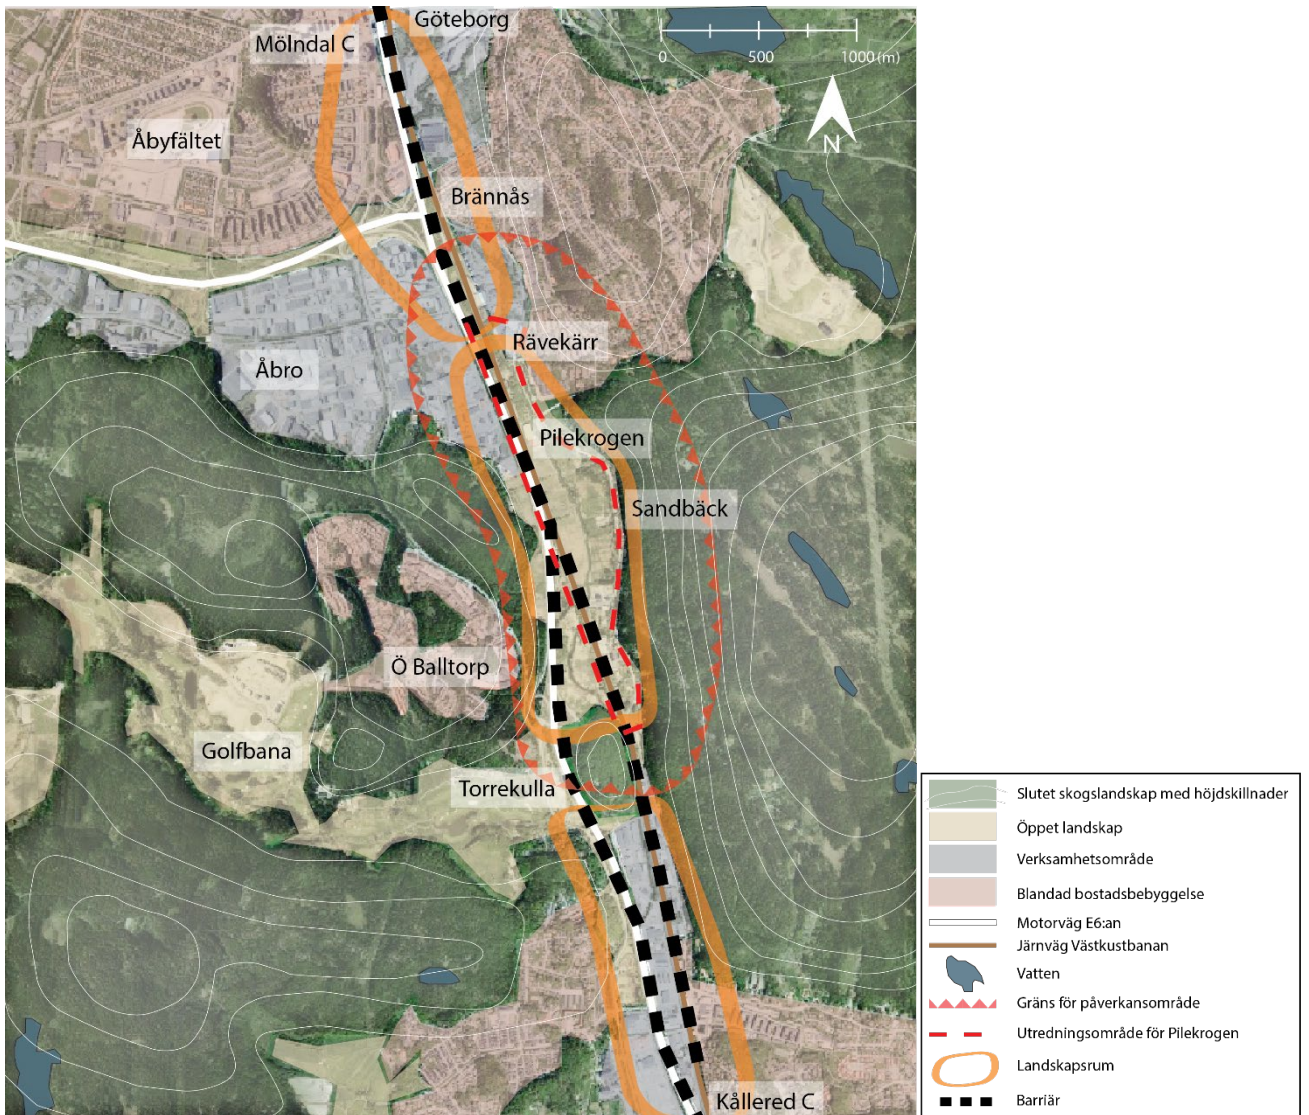 Göteborg
Mölndal C
0 500 1000(m)
N
Åbyfältet
Brännås
Rävekärr
Åbro
Pilekrogen
Sandbäck
Ö Balltorp
Golfbana
Torrekulla
Kållered C
Slutet skogslandskap med höjdskillnader
Öppet landskap
Verksamhetsområde
Blandad bostadsbebyggelse
Motorväg E6:an
Järnväg Västkustbanan
Vatten
Gräns för påverkansområde
Utredningsområde för Pilekrogen
Landskapsrum
Barriär